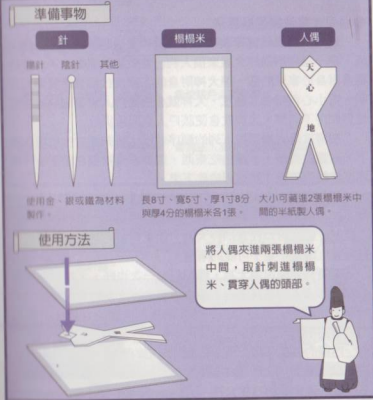 準備事物
針
榻榻米
人偶
陽針 陰針 其他
天
心
地
使用金、銀或鐵為材料
製作。
長8寸、寬5寸、厚1寸8分
與厚4分的榻榻米各1張。
大小可藏進2張榻榻米中
間的半紙製人偶。
使用方法
將人偶夾進兩張榻榻米
中間，取針刺進榻榻
米、貫穿人偶的頭部。